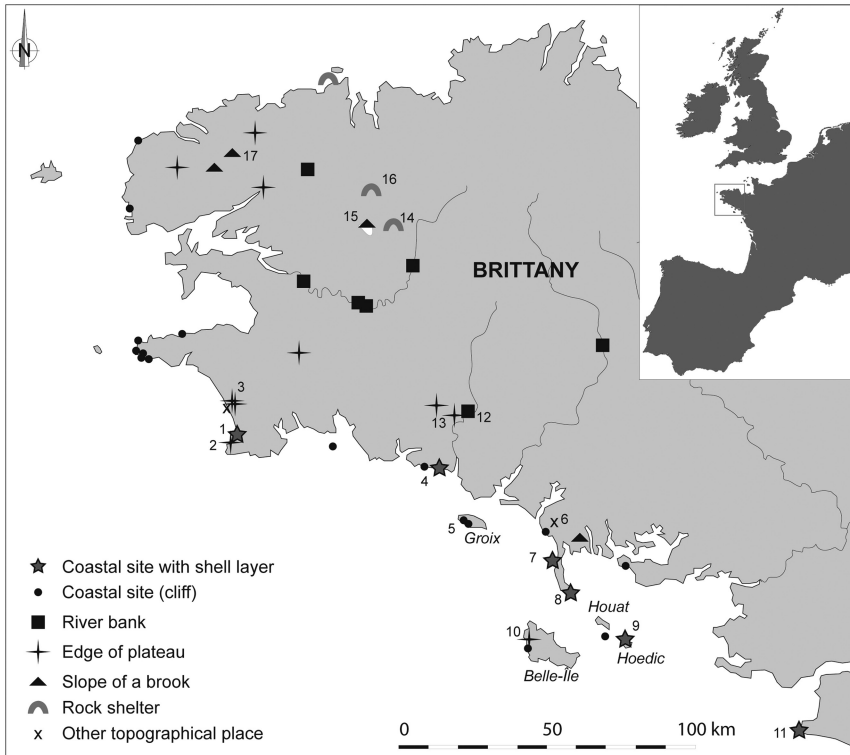 N
17
16
15
14
BRITTANY
3
1
2
13
12
4
5
Groix
x 6
7
8
Houat
9
10
Hoedic
Belle-Ile
11
Coastal site with shell layer
Coastal site (cliff)
River bank
Edge of plateau
Slope of a brook
Rock shelter
x Other topographical place
0 50 100 km